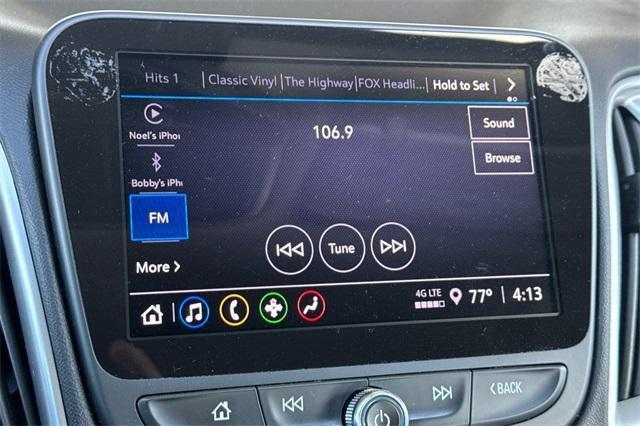 Hits 1 Classic Vinyl The Highway FOX Headli... Hold to Set
Noel's iPho
106.9
Sound
Browse
Bobby's iPh
FM
Tune
More
4G LTE 77° 4:13
BACK